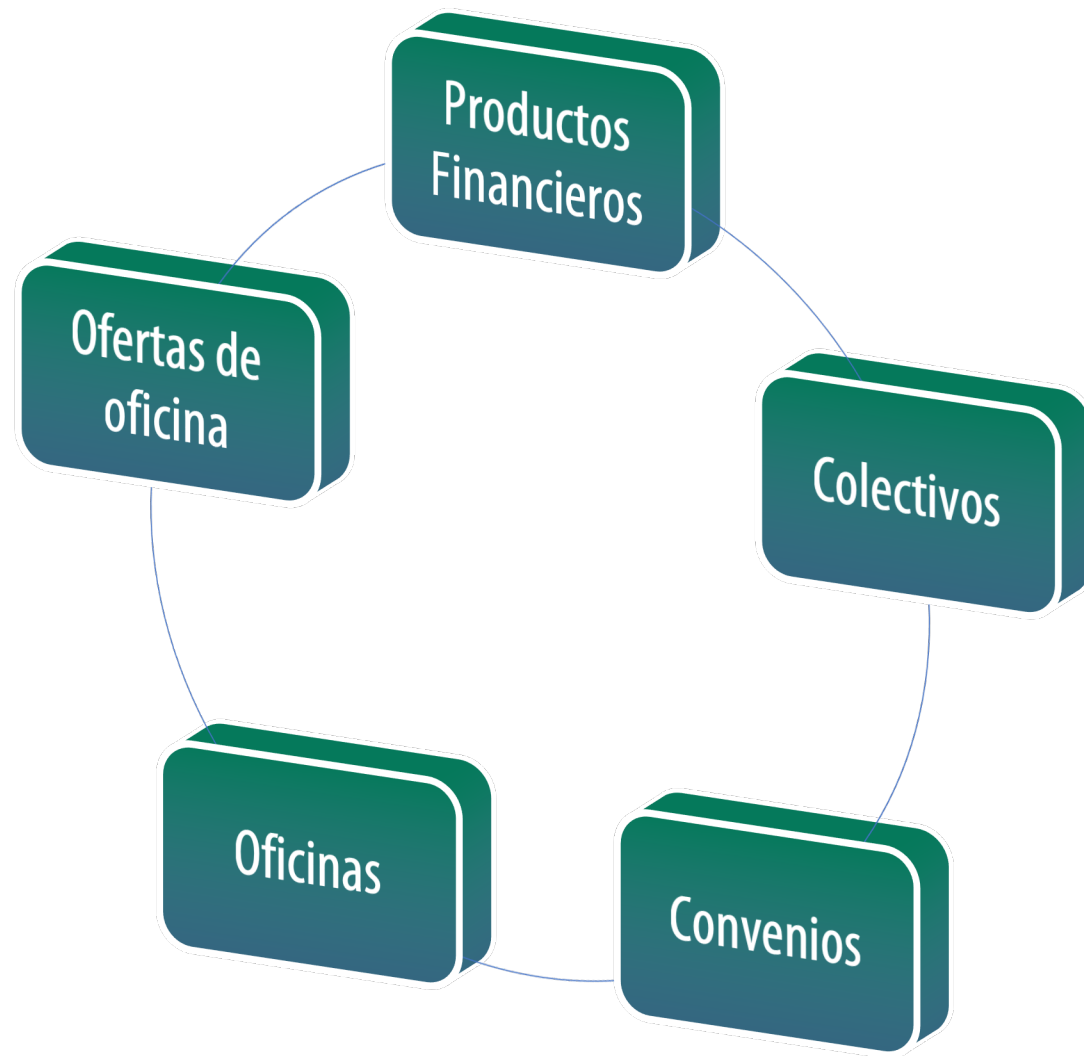 Productos
Financieros
Colectivos
Convenios
Oficinas
Ofertas de
oficina